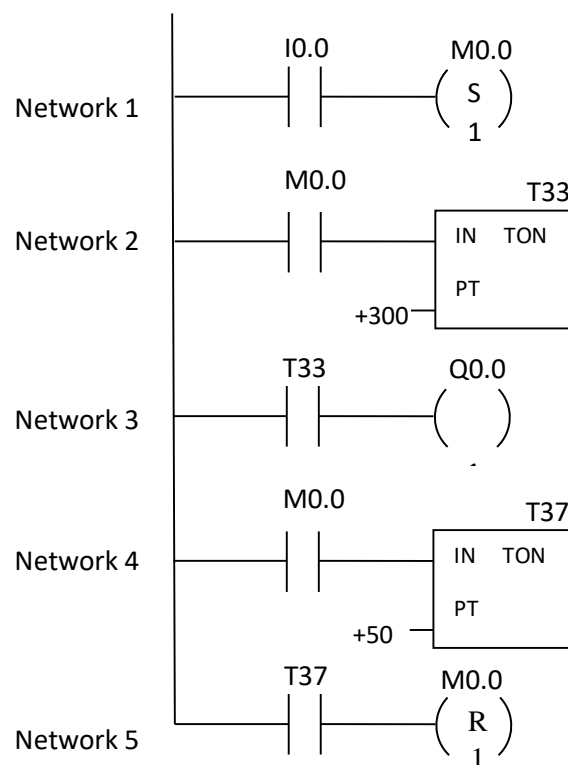 I0.0 M0.0
Network 1
S
1
M0.0
T33
Network 2
IN TON
PT
+300
T33 Q0.0
Network 3
M0.0
T37
Network 4
IN TON
PT
+50
T37 M0.0
R
Network 5
1